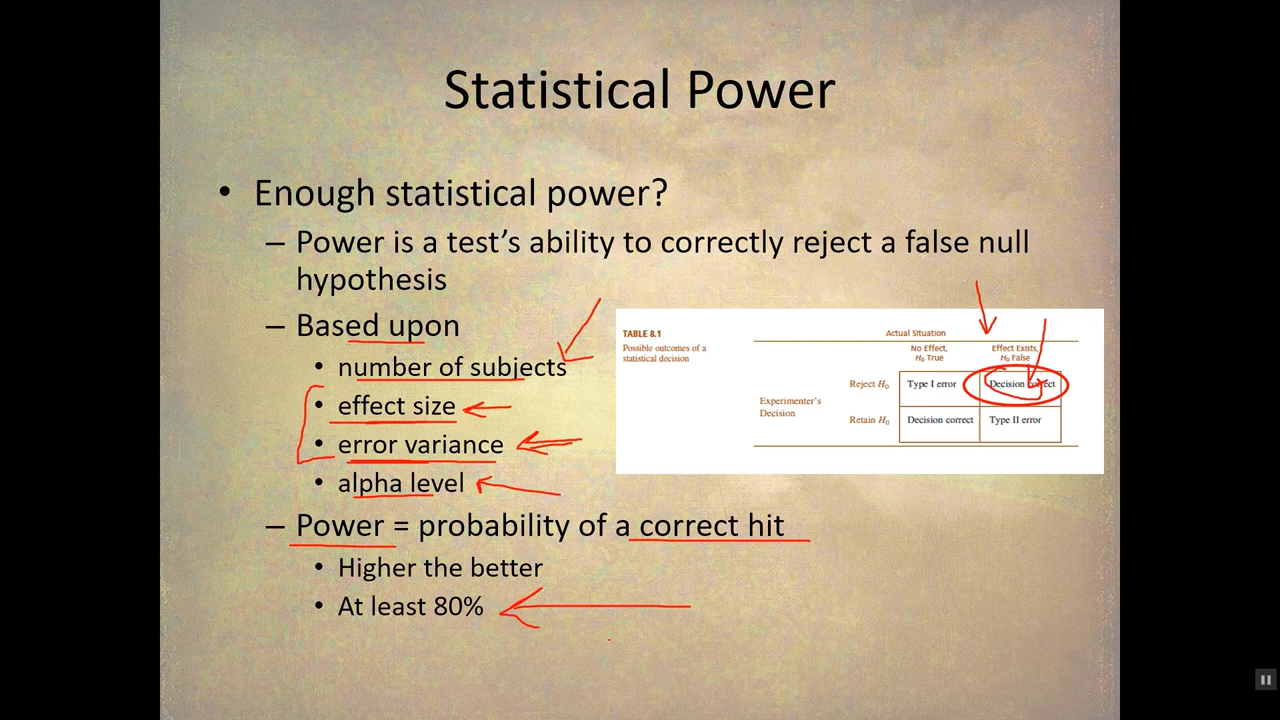 Statistical Power
• Enough statistical power?
– Power is a test's ability to correctly reject a false null
hypothesis
– Based upon
• number of subjects
• effect size
• error variance
• alpha level
TABLE 8.1
Possible outcomes of a
statistical decision
Actual Situation
No Effect, Effect Exists,
H0 True H0 False
Reject H0 Type I error Decision correct
Experimenter's
Decision
Retain H0 Decision correct Type II error
– Power = probability of a correct hit
• Higher the better
• At least 80%